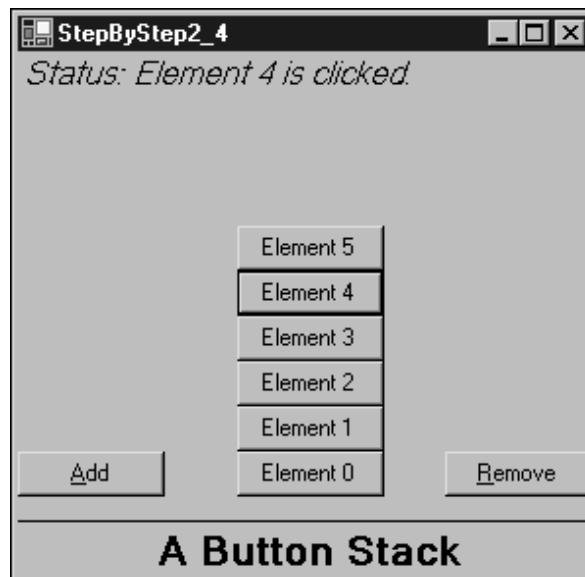 StepByStep2_4
Status: Element 4 is clicked.
Element 5
Element 4
Element 3
Element 2
Element 1
Add Element 0 Remove
A Button Stack